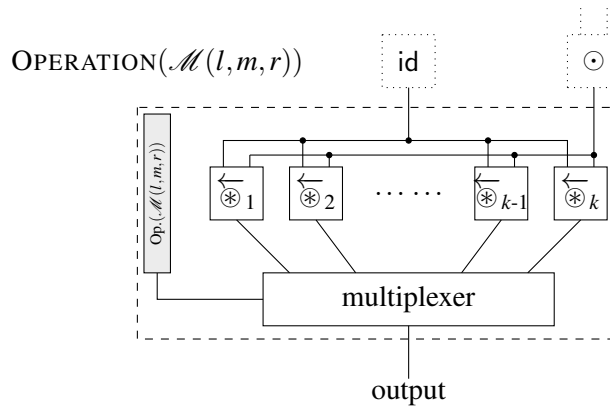 OPERATION(ℳ(l,m,r))
id
⊙
Op.(ℳ(l,m,r))
⊛⃖₁ ⊛⃖₂ ⋯⋯ ⊛⃖ₖ₋₁ ⊛⃖ₖ
multiplexer
output